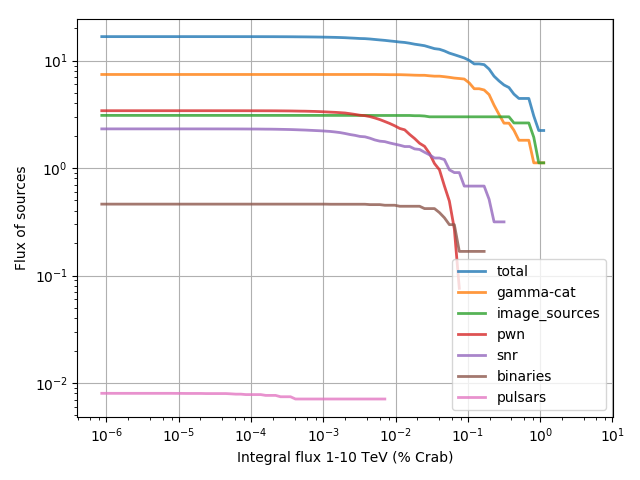 10¹
10⁰
10⁻¹
10⁻²
Flux of sources
total
gamma-cat
image_sources
pwn
snr
binaries
pulsars
10⁻⁶ 10⁻⁵ 10⁻⁴ 10⁻³ 10⁻² 10⁻¹ 10⁰ 10¹
Integral flux 1-10 TeV (% Crab)